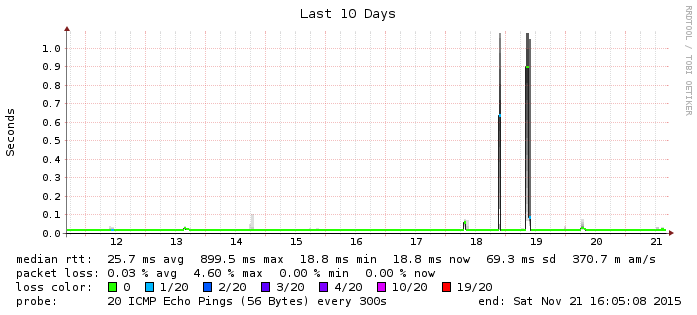 Last 10 Days
RRDTOOL / TOBI OETIKER
Seconds
1.0
0.9
0.8
0.7
0.6
0.5
0.4
0.3
0.2
0.1
0.0
12 13 14 15 16 17 18 19 20 21
median rtt: 25.7 ms avg 899.5 ms max 18.8 ms min 18.8 ms now 69.3 ms sd 370.7 m am/s
packet loss: 0.03 % avg 4.60 % max 0.00 % min 0.00 % now
loss color: 0 1/20 2/20 3/20 4/20 10/20 19/20
probe: 20 ICMP Echo Pings (56 Bytes) every 300s end: Sat Nov 21 16:05:08 2015